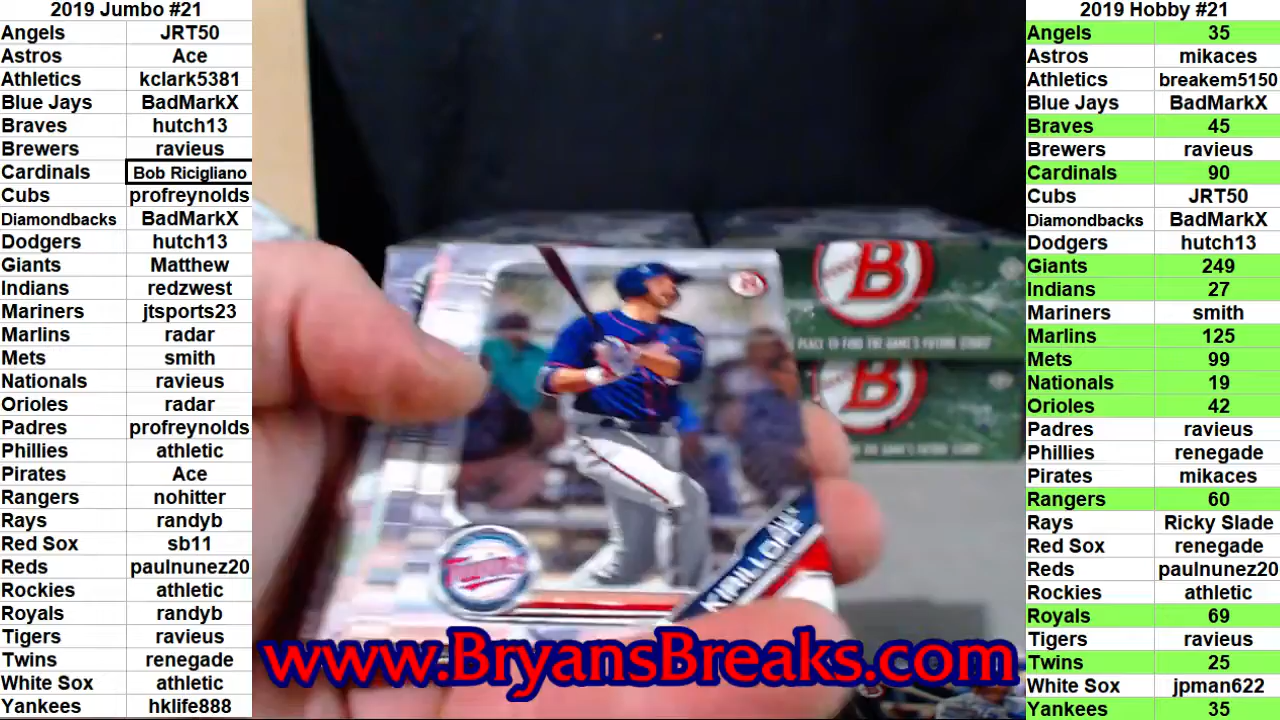 2019 Jumbo #21
Angels JRT50
Astros Ace
Athletics kclark5381
Blue Jays BadMarkX
Braves hutch13
Brewers ravieus
Cardinals Bob Ricigliano
Cubs profreynolds
Diamondbacks BadMarkX
Dodgers hutch13
Giants Matthew
Indians redzwest
Mariners jtsports23
Marlins radar
Mets smith
Nationals ravieus
Orioles radar
Padres profreynolds
Phillies athletic
Pirates Ace
Rangers nohitter
Rays randyb
Red Sox sb11
Reds paulnunez20
Rockies athletic
Royals randyb
Tigers ravieus
Twins renegade
White Sox athletic
Yankees hklife888
B
B
Twins
KIRILLOFF
www.BryansBreaks.com
2019 Hobby #21
Angels 35
Astros mikaces
Athletics breakem5150
Blue Jays BadMarkX
Braves 45
Brewers ravieus
Cardinals 90
Cubs JRT50
Diamondbacks BadMarkX
Dodgers hutch13
Giants 249
Indians 27
Mariners smith
Marlins 125
Mets 99
Nationals 19
Orioles 42
Padres ravieus
Phillies renegade
Pirates mikaces
Rangers 60
Rays Ricky Slade
Red Sox renegade
Reds paulnunez20
Rockies athletic
Royals 69
Tigers ravieus
Twins 25
White Sox jpman622
Yankees 35